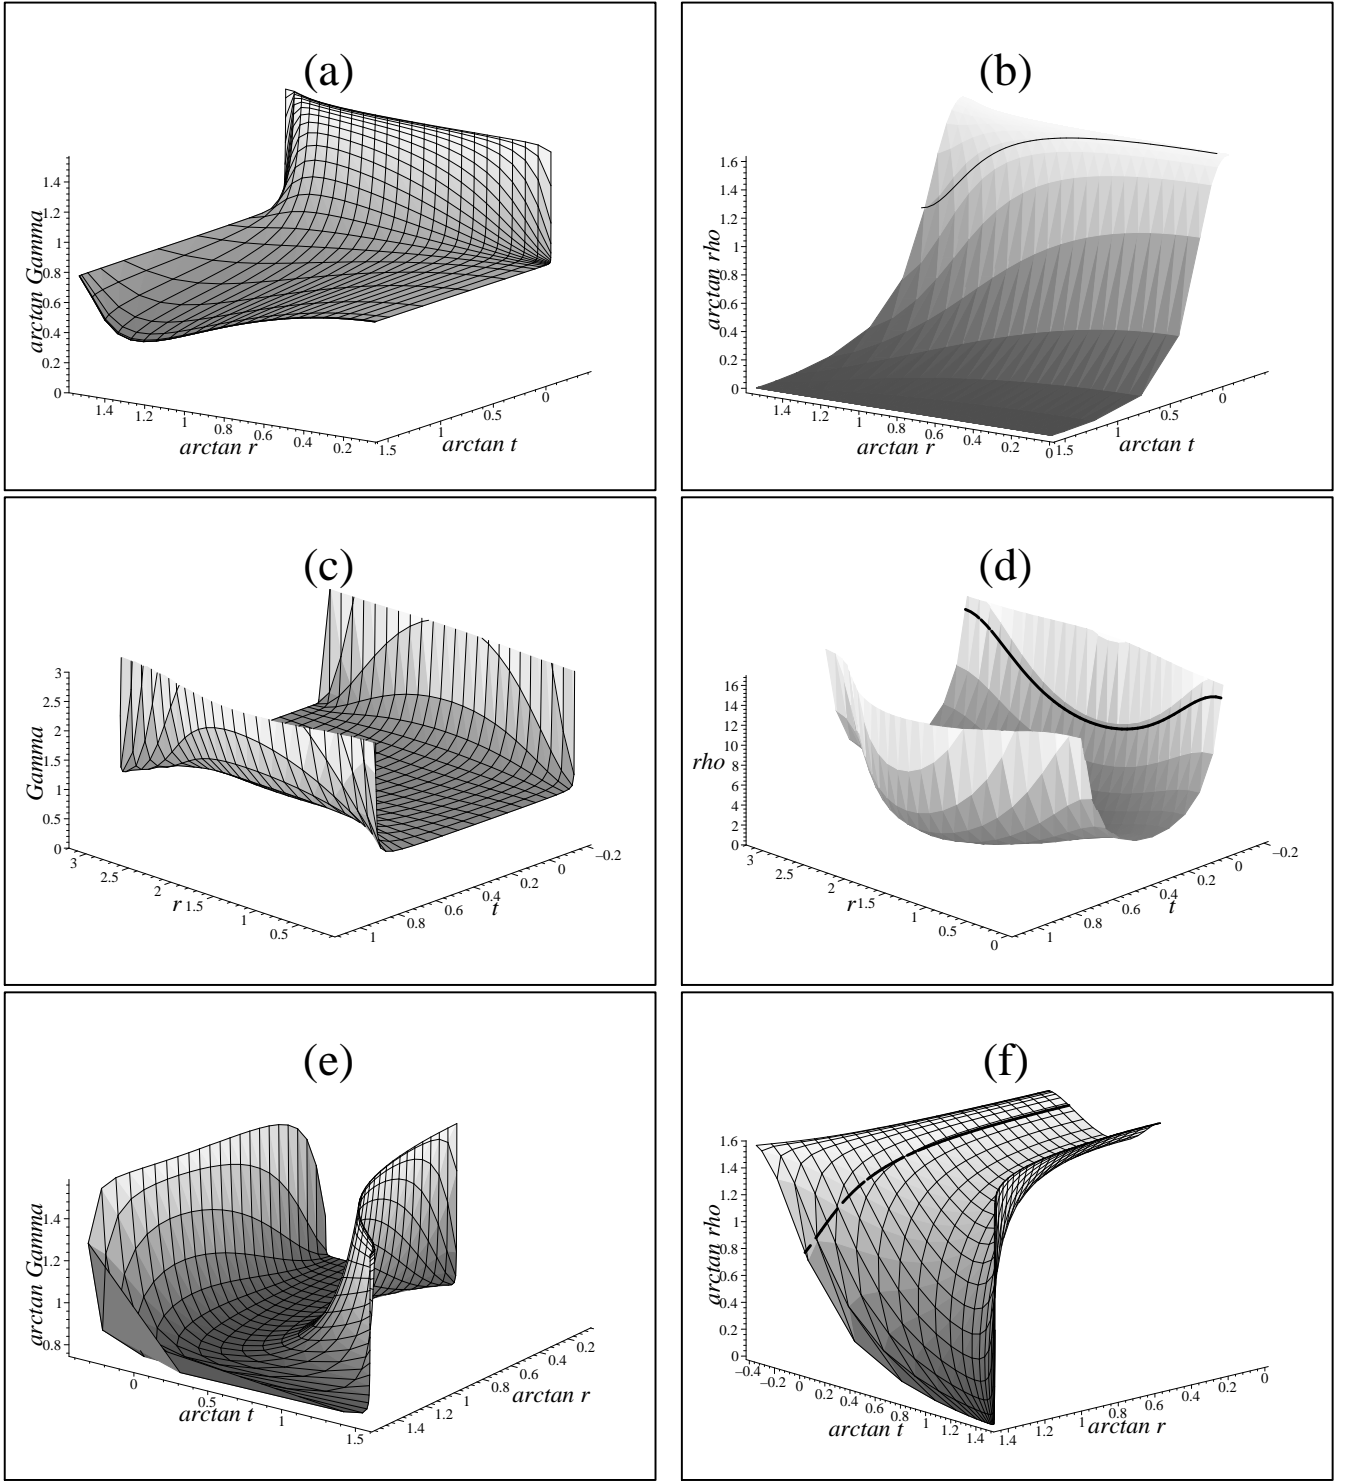 (a)
arctan Gamma
1.4
1.2
1
0.8
0.6
0.4
0.2
0
1.4 1.2 1 0.8 0.6 0.4 0.2
arctan r
1.5 1 0.5 0
arctan t
(b)
arctan rho
1.6
1.4
1.2
1
0.8
0.6
0.4
0.2
0
1.4 1.2 1 0.8 0.6 0.4 0.2 0
arctan r
1.5 1 0.5 0
arctan t
(c)
Gamma
3
2.5
2
1.5
1
0.5
0
3 2.5 2 1.5 1 0.5
r
1 0.8 0.6 0.4 0.2 0 –0.2
t
(d)
rho
16
14
12
10
8
6
4
2
0
3 2.5 2 1.5 1 0.5 0
r
1 0.8 0.6 0.4 0.2 0 –0.2
t
(e)
arctan Gamma
1.4
1.2
1
0.8
0 0.5 1 1.5
arctan t
1.4 1.2 1 0.8 0.6 0.4 0.2
arctan r
(f)
arctan rho
1.6
1.4
1.2
1
0.8
0.6
0.4
0.2
0
–0.4 –0.2 0 0.2 0.4 0.6 0.8 1 1.2 1.4
arctan t
1.4 1.2 1 0.8 0.6 0.4 0.2 0
arctan r